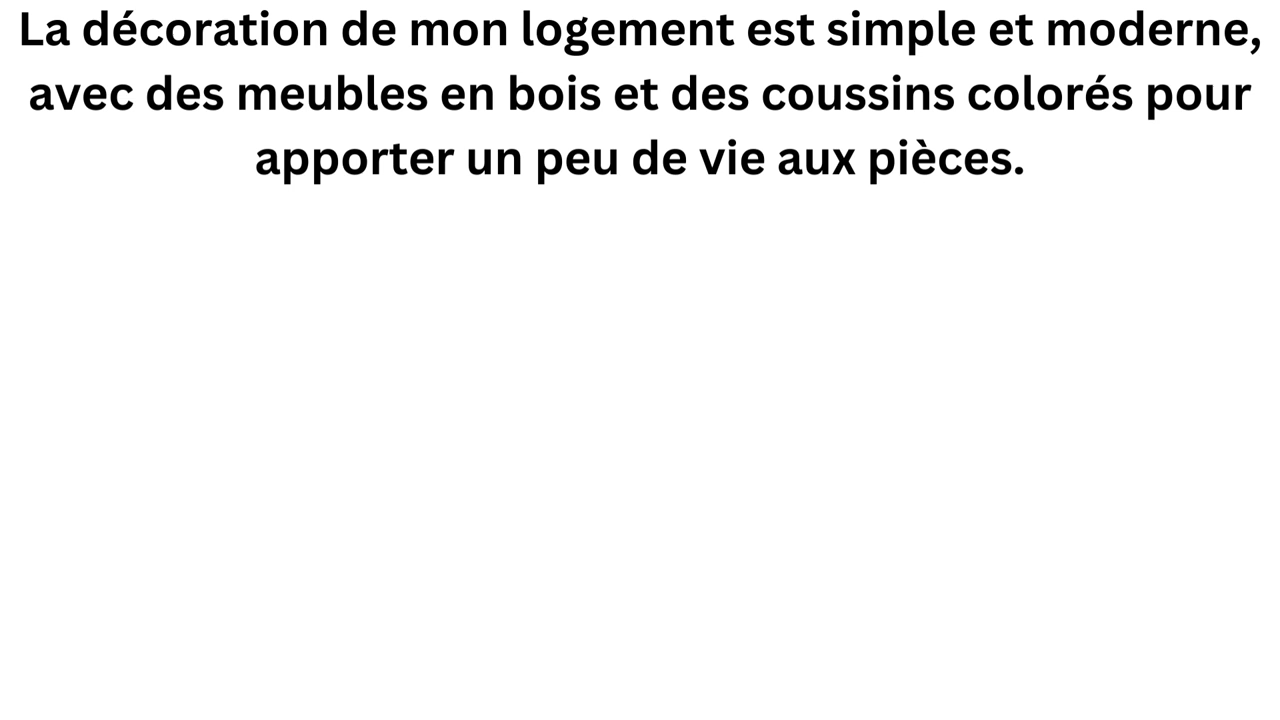 La décoration de mon logement est simple et moderne,
avec des meubles en bois et des coussins colorés pour
apporter un peu de vie aux pièces.